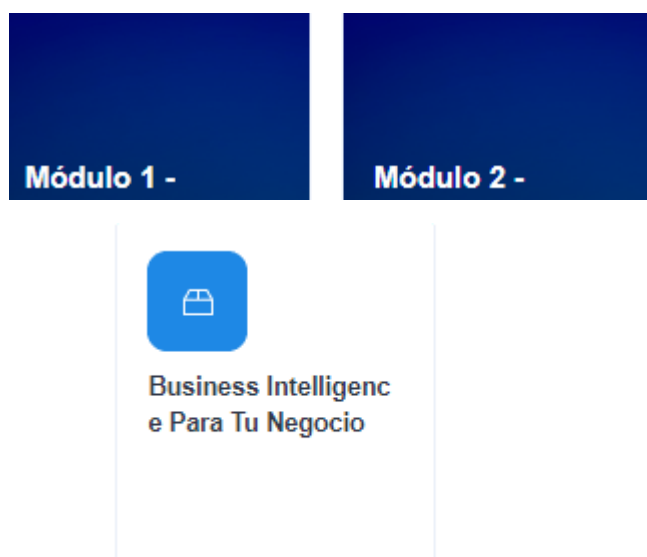 Módulo 1 -
Módulo 2 -
Business Intelligenc
e Para Tu Negocio